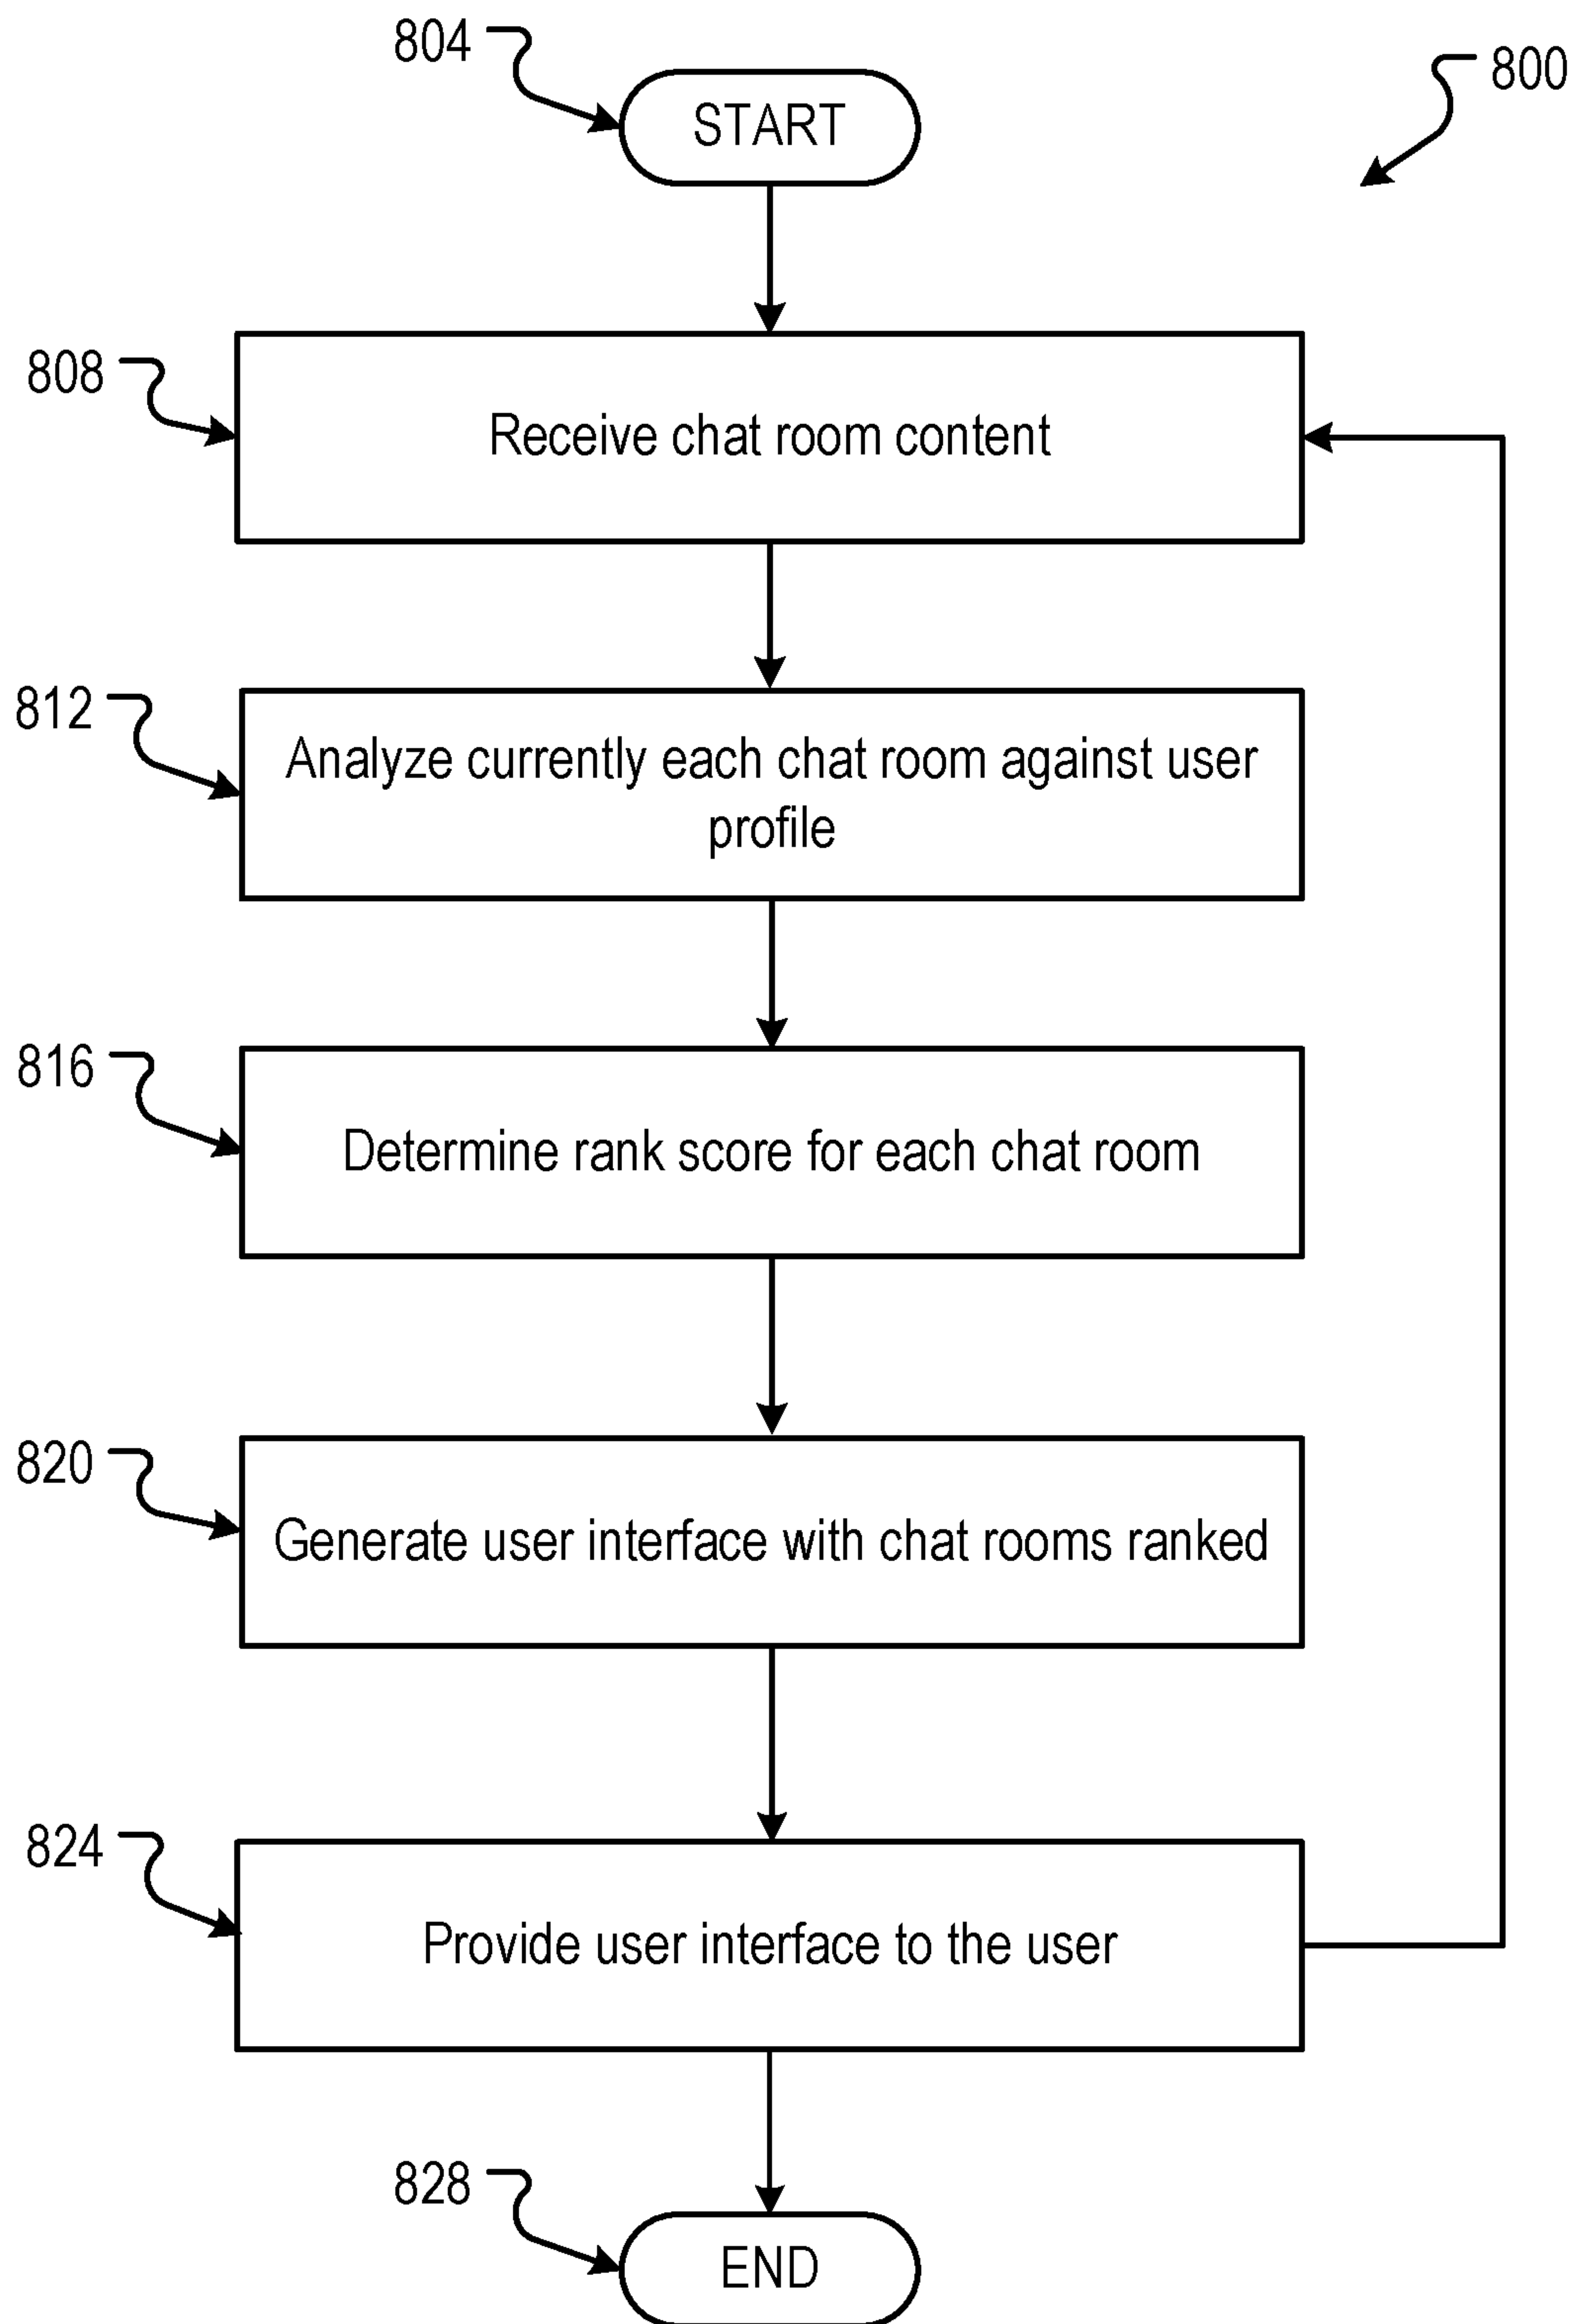 804
START
800
808
Receive chat room content
812
Analyze currently each chat room against user
profile
816
Determine rank score for each chat room
820
Generate user interface with chat rooms ranked
824
Provide user interface to the user
828
END